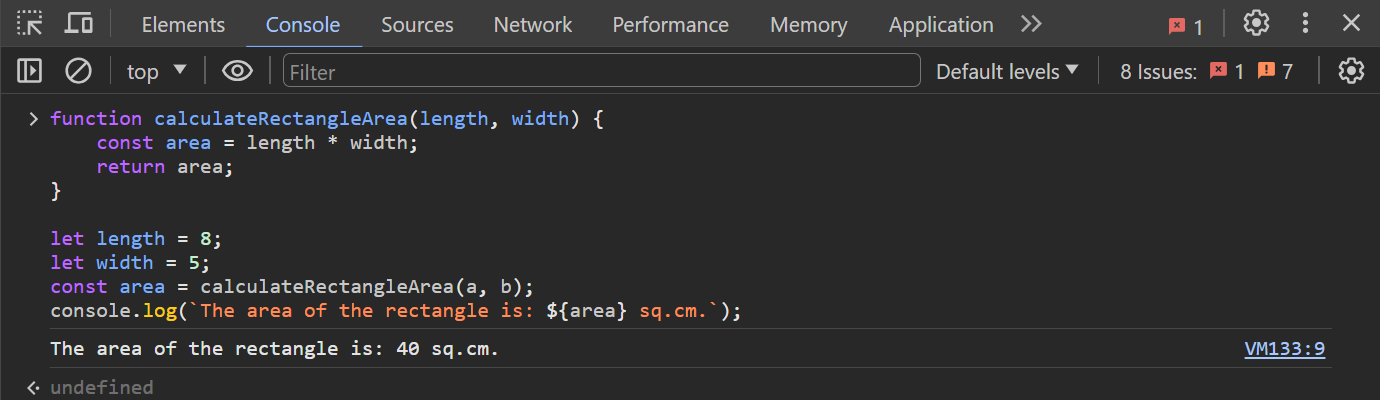 Elements Console Sources Network Performance Memory Application 1
top Filter Default levels 8 Issues: 1 7
function calculateRectangleArea(length, width) {
    const area = length * width;
    return area;
}
let length = 8;
let width = 5;
const area = calculateRectangleArea(a, b);
console.log(`The area of the rectangle is: ${area} sq.cm.`);
The area of the rectangle is: 40 sq.cm. VM133:9
undefined